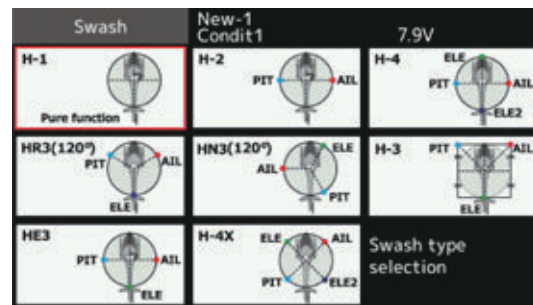 Swash
New-1
Condit1
7.9V
H-1
Pure function
H-2
PIT
AIL
H-4
ELE
PIT
AIL
ELE2
HR3(120°)
PIT
AIL
ELE
HN3(120°)
ELE
AIL
PIT
H-3
PIT
AIL
ELE
HE3
PIT
AIL
ELE
H-4X
ELE
AIL
PIT
ELE2
Swash type
selection